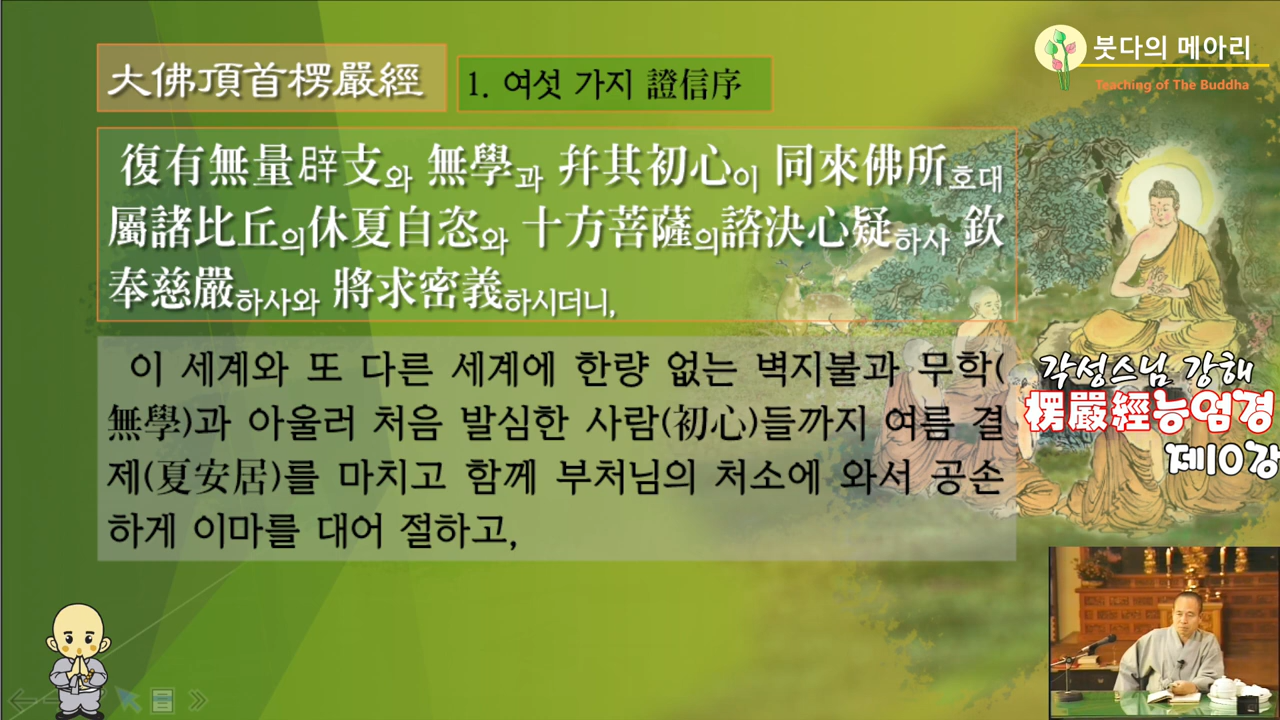 大佛頂首楞嚴經
1. 여섯 가지 證信序
붓다의 메아리
Teaching of The Buddha
復有無量辟支와 無學과 幷其初心이 同來佛所호대
屬諸比丘의休夏自恣와 十方菩薩의諮決心疑하사 欽
奉慈嚴하사와 將求密義하시더니,
이 세계와 또 다른 세계에 한량 없는 벽지불과 무학(
無學)과 아울러 처음 발심한 사람(初心)들까지 여름 결
제(夏安居)를 마치고 함께 부처님의 처소에 와서 공손
하게 이마를 대어 절하고,
각성스님 강해
楞嚴經능엄경
제10강